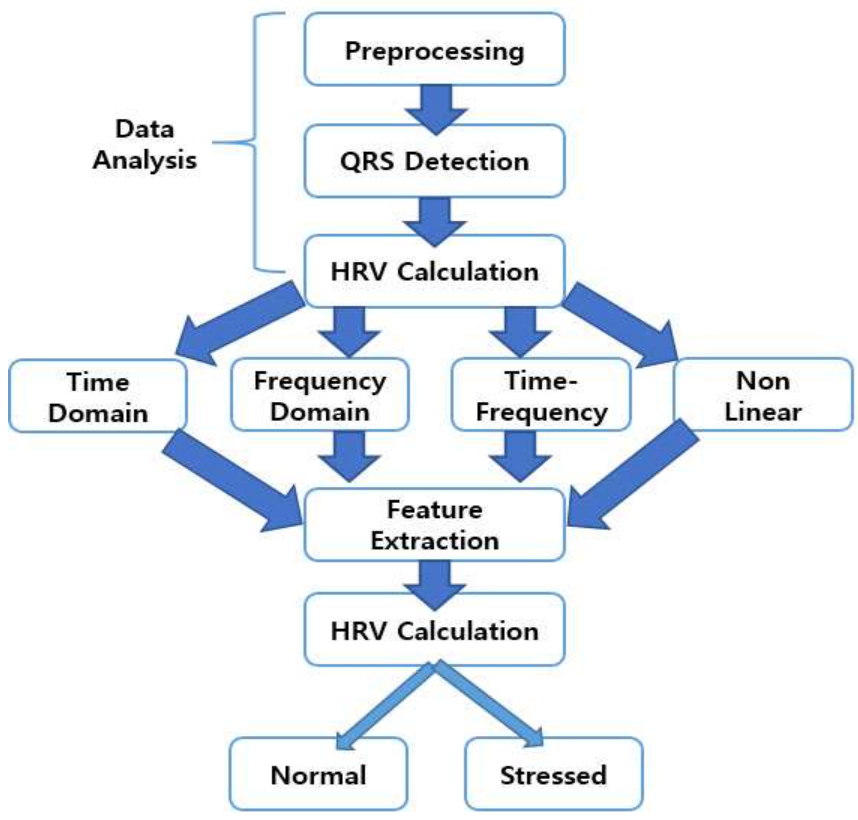 Preprocessing
Data
Analysis
QRS Detection
HRV Calculation
Time
Domain
Frequency
Domain
Time-
Frequency
Non
Linear
Feature
Extraction
HRV Calculation
Normal
Stressed